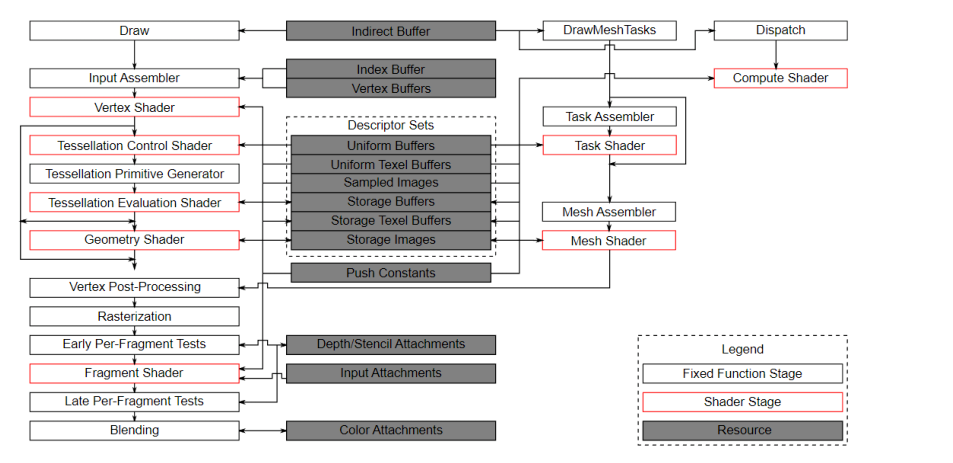 Draw
Indirect Buffer
DrawMeshTasks
Dispatch
Input Assembler
Index Buffer
Vertex Buffers
Compute Shader
Vertex Shader
Descriptor Sets
Task Assembler
Tessellation Control Shader
Uniform Buffers
Task Shader
Tessellation Primitive Generator
Uniform Texel Buffers
Sampled Images
Tessellation Evaluation Shader
Storage Buffers
Storage Texel Buffers
Mesh Assembler
Geometry Shader
Storage Images
Mesh Shader
Push Constants
Vertex Post-Processing
Rasterization
Early Per-Fragment Tests
Depth/Stencil Attachments
Fragment Shader
Input Attachments
Late Per-Fragment Tests
Blending
Color Attachments
Legend
Fixed Function Stage
Shader Stage
Resource